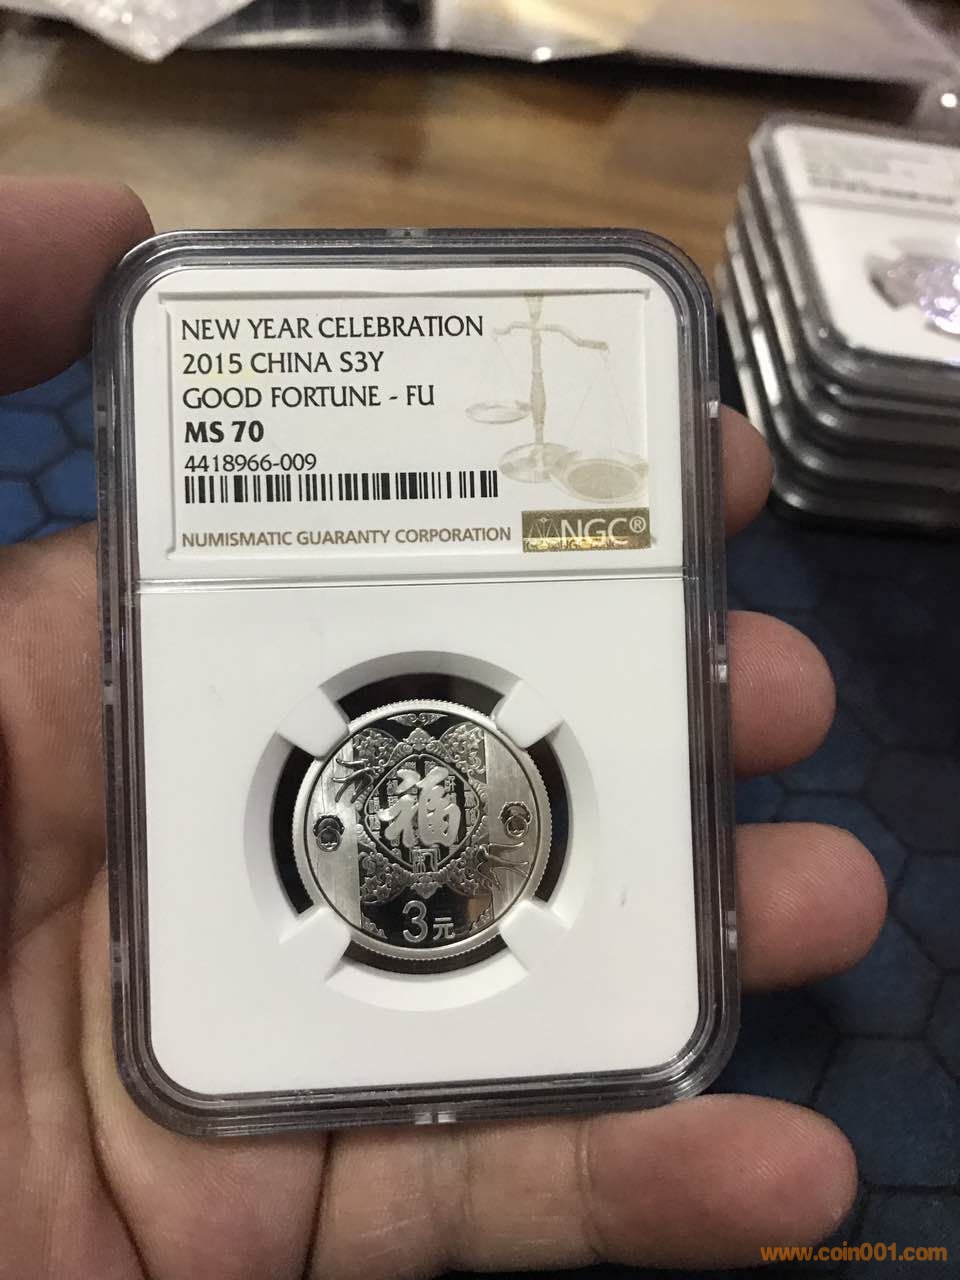 NEW YEAR CELEBRATION
2015 CHINA S3Y
GOOD FORTUNE - FU
MS 70
4418966-009
NUMISMATIC GUARANTY CORPORATION
NGC®
福
3元
www.coin001.com